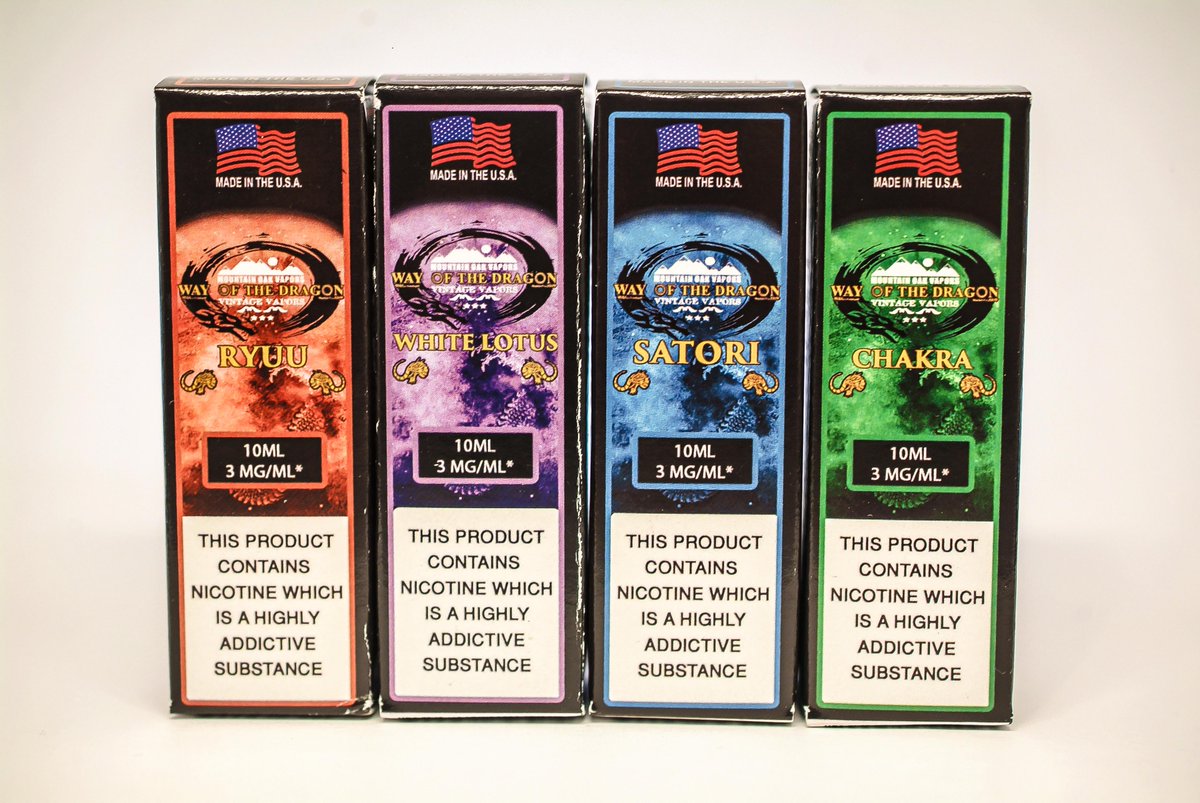 MADE IN THE U.S.A.
MOUNTAIN OAK VAPORS
WAY OF THE DRAGON
VINTAGE VAPORS
RYUU
10ML
3 MG/ML*
THIS PRODUCT
CONTAINS
NICOTINE WHICH
IS A HIGHLY
ADDICTIVE
SUBSTANCE
MADE IN THE U.S.A.
MOUNTAIN OAK VAPORS
WAY OF THE DRAGON
VINTAGE VAPORS
WHITE LOTUS
10ML
3 MG/ML*
THIS PRODUCT
CONTAINS
NICOTINE WHICH
IS A HIGHLY
ADDICTIVE
SUBSTANCE
MADE IN THE U.S.A
MADE IN THE U.S.A.
MOUNTAIN OAK VAPORS
WAY OF THE DRAGON
VINTAGE VAPORS
SATORI
10ML
3 MG/ML*
THIS PRODUCT
CONTAINS
NICOTINE WHICH
IS A HIGHLY
ADDICTIVE
SUBSTANCE
MADE IN THE U.S.A.
MOUNTAIN OAK VAPORS
WAY OF THE DRAGON
VINTAGE VAPORS
CHAKRA
10ML
3 MG/ML*
THIS PRODUCT
CONTAINS
NICOTINE WHICH
IS A HIGHLY
ADDICTIVE
SUBSTANCE